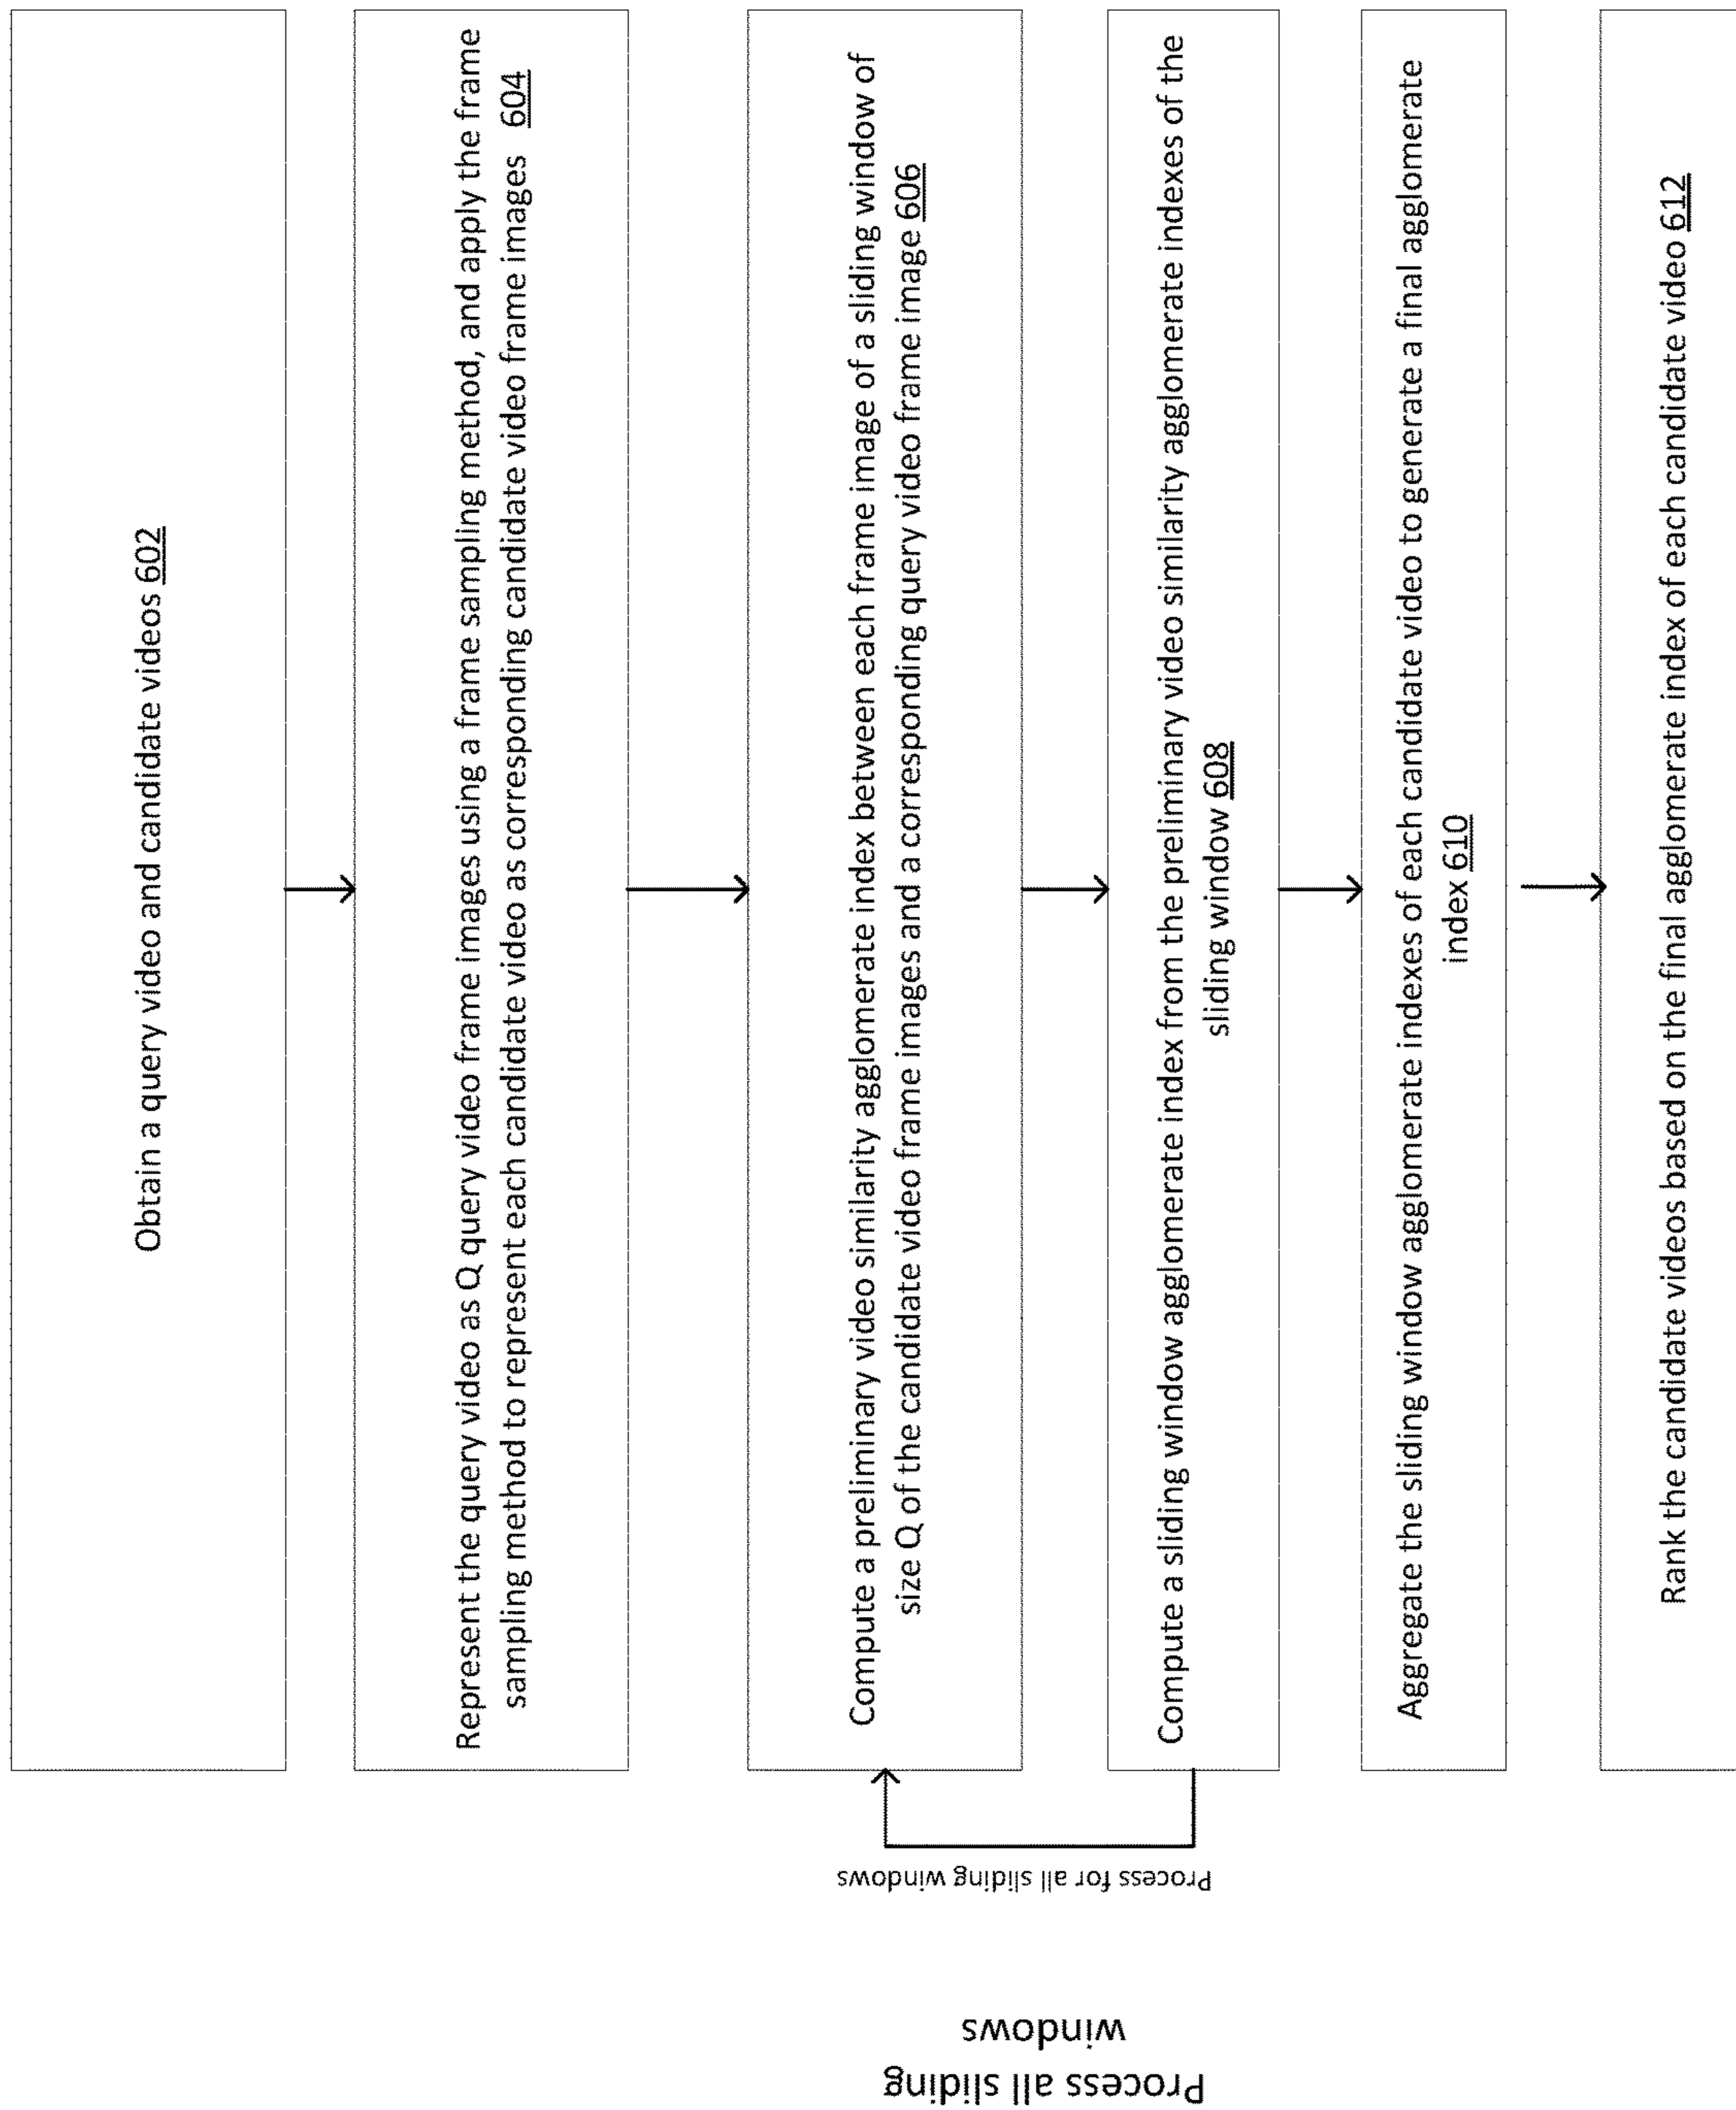 Obtain a query video and candidate videos 602
Represent the query video as Q query video frame images using a frame sampling method, and apply the frame
sampling method to represent each candidate video as corresponding candidate video frame images 604
Compute a preliminary video similarity agglomerate index between each frame image of a sliding window of
size Q of the candidate video frame images and a corresponding query video frame image 606
Compute a sliding window agglomerate index from the preliminary video similarity agglomerate indexes of the
sliding window 608
Aggregate the sliding window agglomerate indexes of each candidate video to generate a final agglomerate
index 610
Rank the candidate videos based on the final agglomerate index of each candidate video 612
Process for all sliding windows
Process all sliding
windows